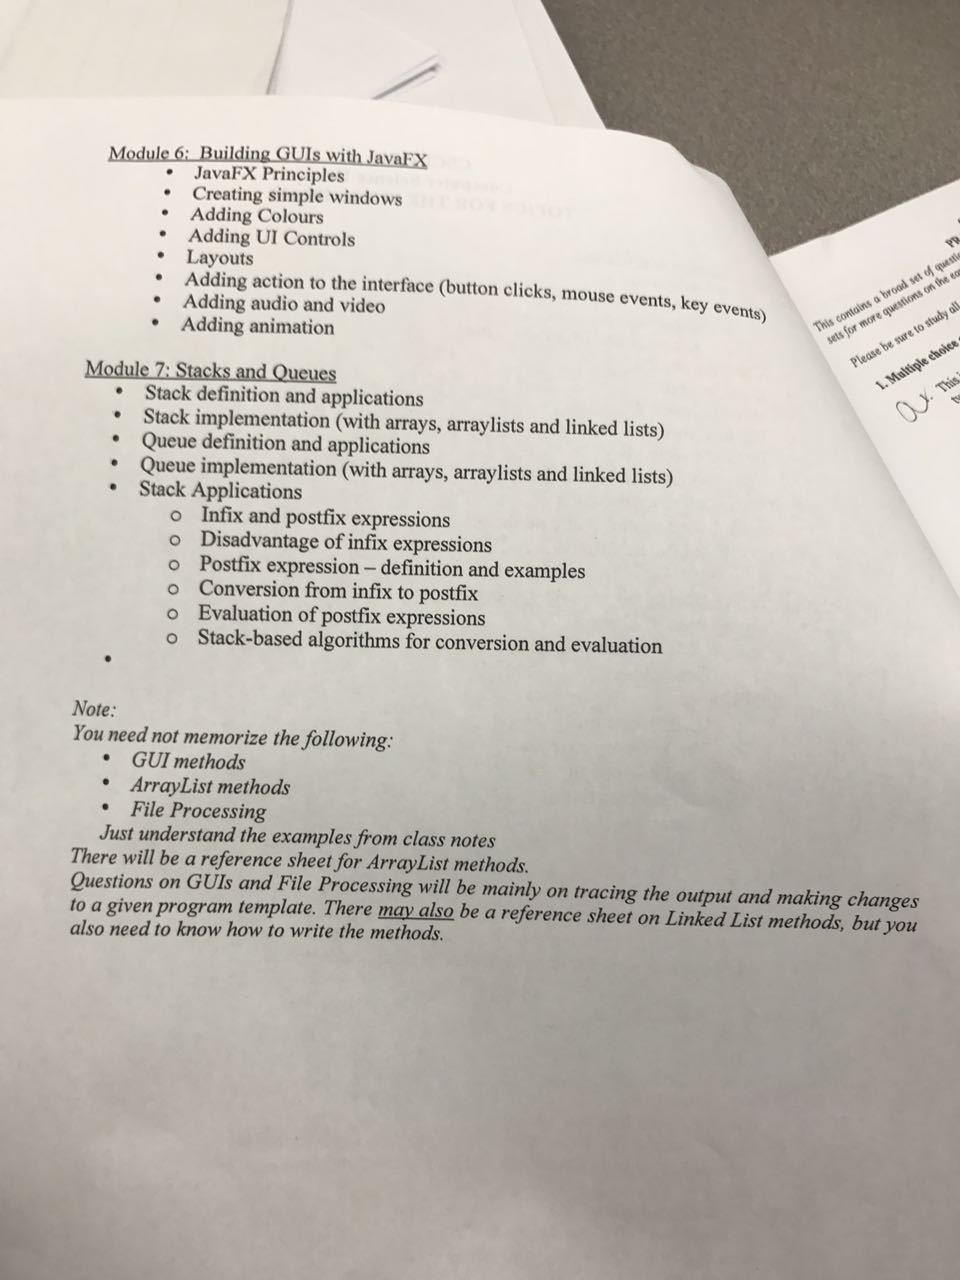 Module 6: Building GUIs with JavaFX
• JavaFX Principles
• Creating simple windows
• Adding Colours
• Adding UI Controls
• Layouts
• Adding action to the interface (button clicks, mouse events, key events)
• Adding audio and video
• Adding animation
Module 7: Stacks and Queues
• Stack definition and applications
• Stack implementation (with arrays, arraylists and linked lists)
• Queue definition and applications
• Queue implementation (with arrays, arraylists and linked lists)
• Stack Applications
o Infix and postfix expressions
o Disadvantage of infix expressions
o Postfix expression – definition and examples
o Conversion from infix to postfix
o Evaluation of postfix expressions
o Stack-based algorithms for conversion and evaluation
•
Note:
You need not memorize the following:
• GUI methods
• ArrayList methods
• File Processing
Just understand the examples from class notes
There will be a reference sheet for ArrayList methods.
Questions on GUIs and File Processing will be mainly on tracing the output and making changes
to a given program template. There may also be a reference sheet on Linked List methods, but you
also need to know how to write the methods.
This contains a broad set of
sets for more questions on the
Please be sure to study all
1. Multiple choice
This